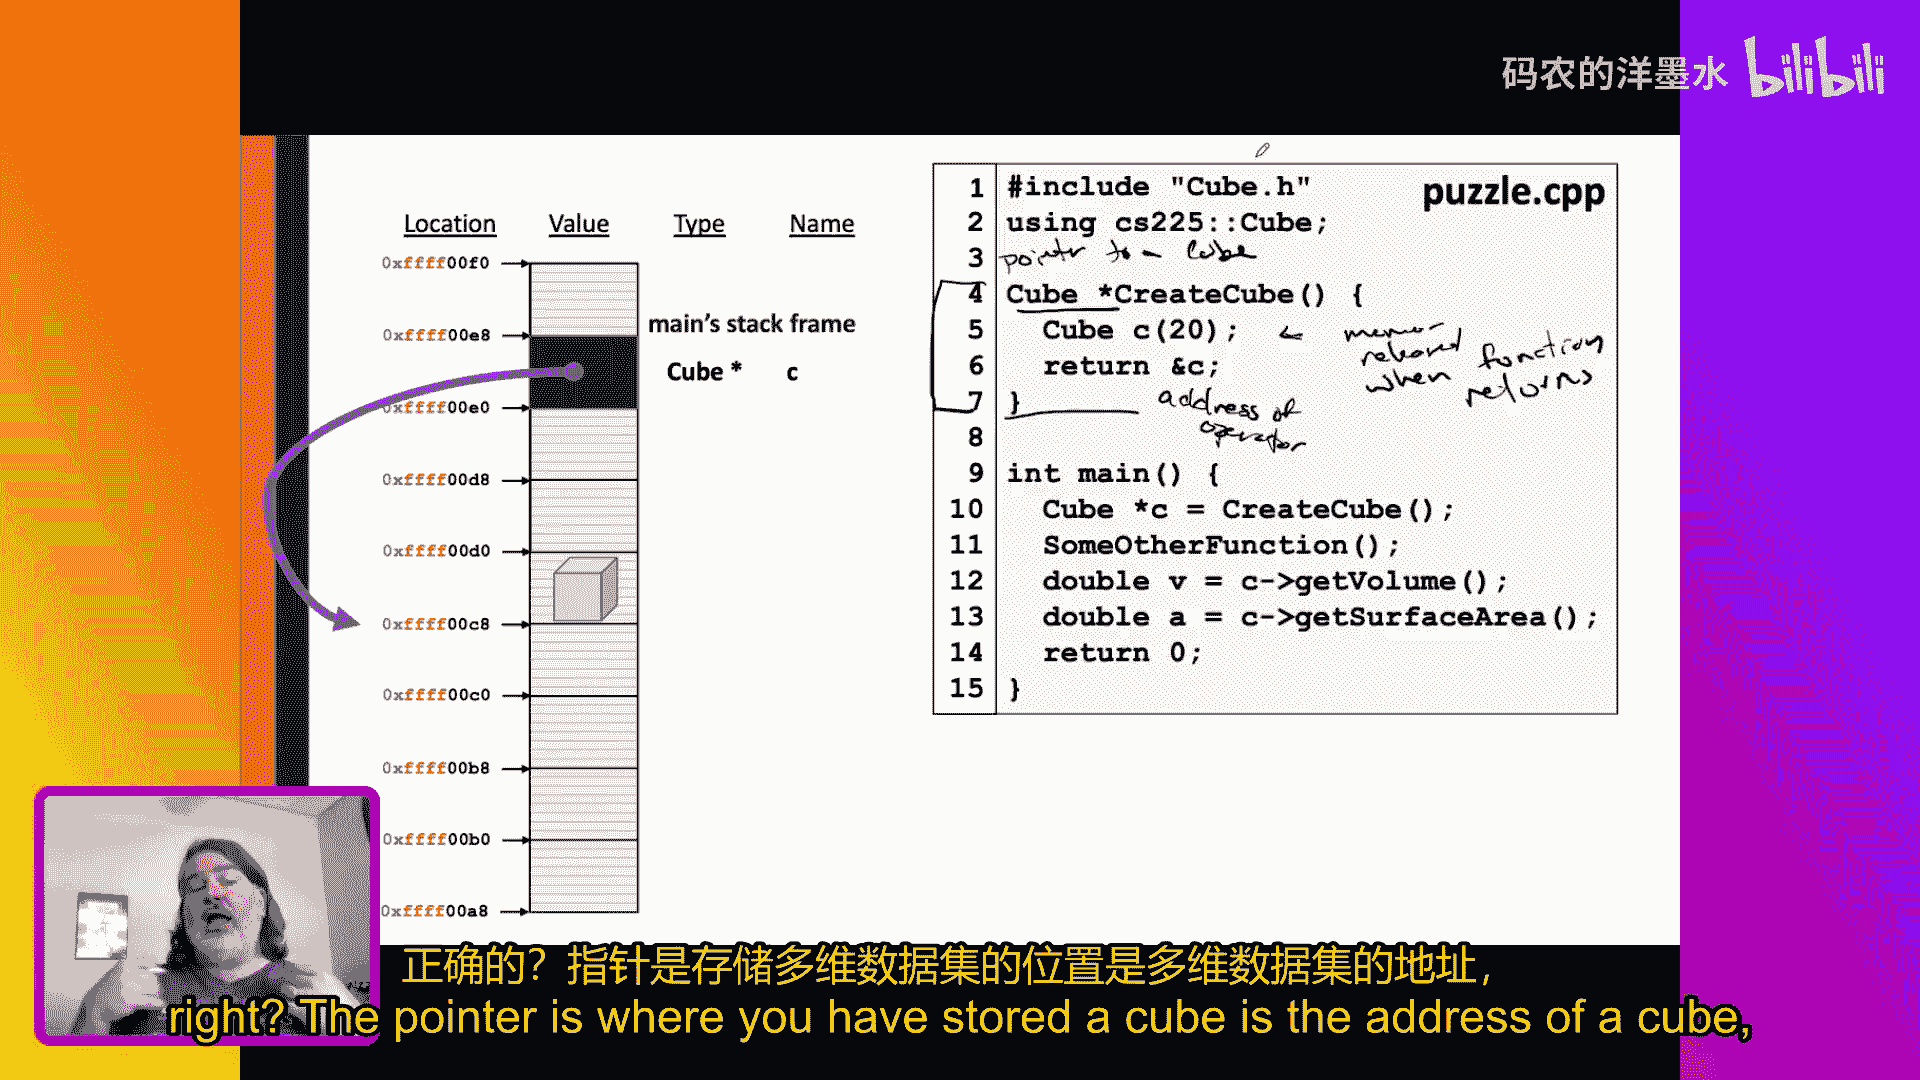 码农的洋墨水 bilibili
Location Value Type Name
0xffff00f0
0xffff00e8
0xffff00e0
0xffff00d8
0xffff00d0
0xffff00c8
0xffff00c0
0xffff00b8
0xffff00b0
0xffff00a8
main's stack frame
Cube * c
puzzle.cpp
1 #include "Cube.h"
2 using cs225::Cube;
3
pointer to a Cube
4 Cube *CreateCube() {
5 Cube c(20);
6 return &c;
7 }
memory
released function
when returns
address of
operator
8
9 int main() {
10 Cube *c = CreateCube();
11 SomeOtherFunction();
12 double v = c->getVolume();
13 double a = c->getSurfaceArea();
14 return 0;
15 }
正确的？指针是存储多维数据集的位置是多维数据集的地址，
right? The pointer is where you have stored a cube is the address of a cube,